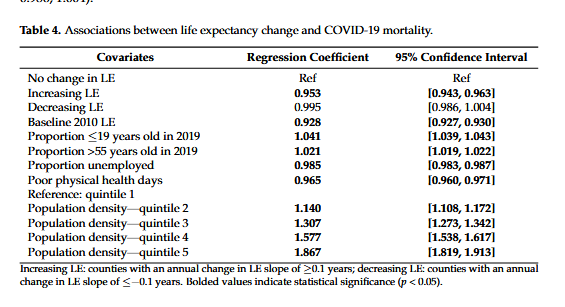 Table 4. Associations between life expectancy change and COVID-19 mortality.
Covariates Regression Coefficient 95% Confidence Interval
No change in LE Ref Ref
Increasing LE 0.953 [0.943, 0.963]
Decreasing LE 0.995 [0.986, 1.004]
Baseline 2010 LE 0.928 [0.927, 0.930]
Proportion ≤19 years old in 2019 1.041 [1.039, 1.043]
Proportion >55 years old in 2019 1.021 [1.019, 1.022]
Proportion unemployed 0.985 [0.983, 0.987]
Poor physical health days 0.965 [0.960, 0.971]
Reference: quintile 1
Population density—quintile 2 1.140 [1.108, 1.172]
Population density—quintile 3 1.307 [1.273, 1.342]
Population density—quintile 4 1.577 [1.538, 1.617]
Population density—quintile 5 1.867 [1.819, 1.913]
Increasing LE: counties with an annual change in LE slope of ≥0.1 years; decreasing LE: counties with an annual
change in LE slope of ≤−0.1 years. Bolded values indicate statistical significance (p < 0.05).